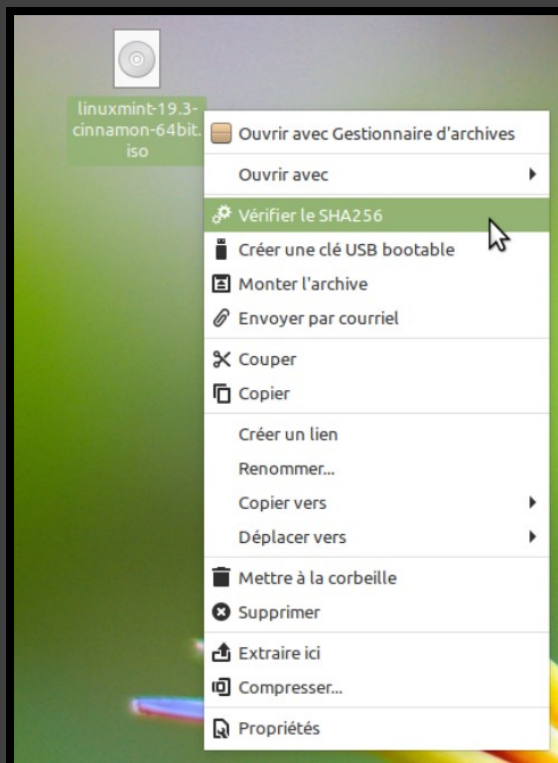 linuxmint-19.3-
cinnamon-64bit.
iso
Ouvrir avec Gestionnaire d'archives
Ouvrir avec
Vérifier le SHA256
Créer une clé USB bootable
Monter l'archive
Envoyer par courriel
Couper
Copier
Créer un lien
Renommer...
Copier vers
Déplacer vers
Mettre à la corbeille
Supprimer
Extraire ici
Compresser...
Propriétés